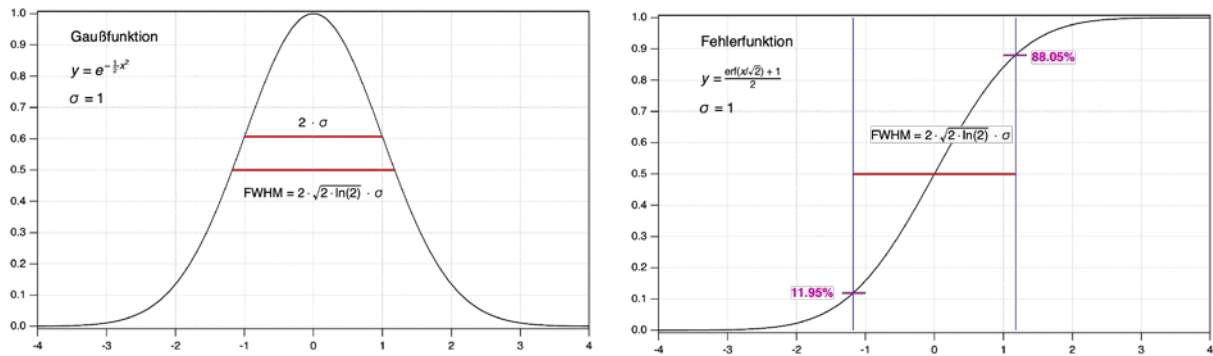 Gaußfunktion
y = e^{-\frac{1}{2}x^2}
σ = 1
2 · σ
FWHM = 2 · √(2 · ln(2)) · σ
1.0
0.9
0.8
0.7
0.6
0.5
0.4
0.3
0.2
0.1
0.0
-4 -3 -2 -1 0 1 2 3 4
Fehlerfunktion
y = \frac{erf(x/√2) + 1}{2}
σ = 1
88.05%
FWHM = 2 · √(2 · ln(2)) · σ
11.95%
1.0
0.9
0.8
0.7
0.6
0.5
0.4
0.3
0.2
0.1
0.0
-4 -3 -2 -1 0 1 2 3 4